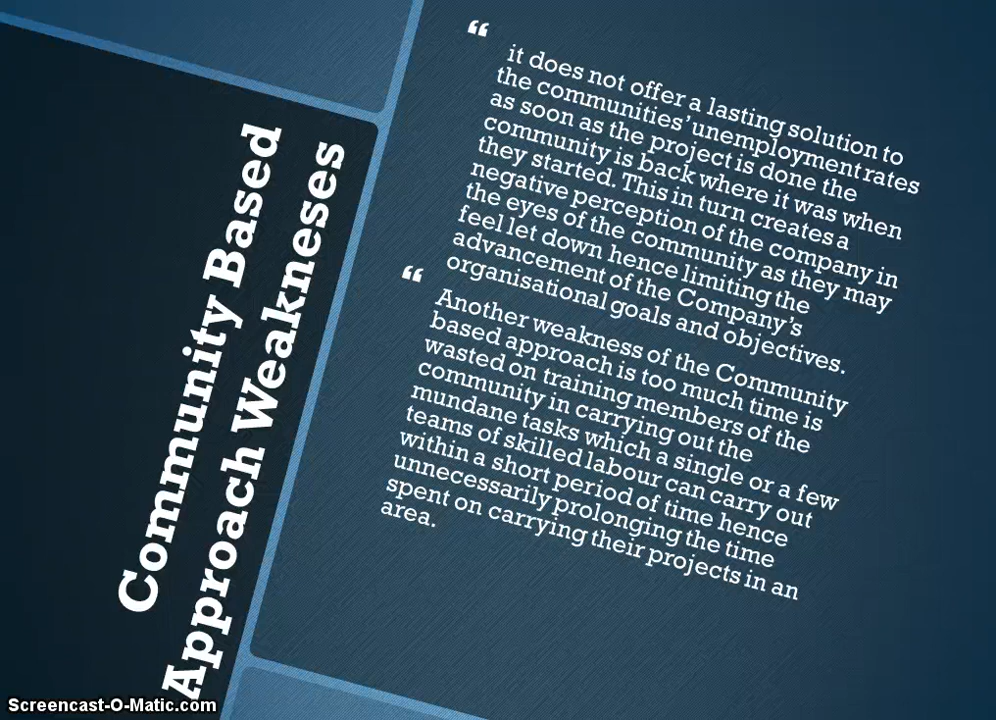 Community Based
Approach Weakneses
“
it does not offer a lasting solution to
the communities’ unemployment rates
as soon as the project is done the
community is back where it was when
they started. This in turn creates a
negative perception of the company in
the eyes of the community as they may
feel let down hence limiting the
advancement of the Company’s
organisational goals and objectives.
“
Another weakness of the Community
based approach is too much time is
wasted on training members of the
community in carrying out the
mundane tasks which a single or a few
teams of skilled labour can carry out
within a short period of time hence
unnecessarily prolonging the time
spent on carrying their projects in an
area.
Screencast-O-Matic.com